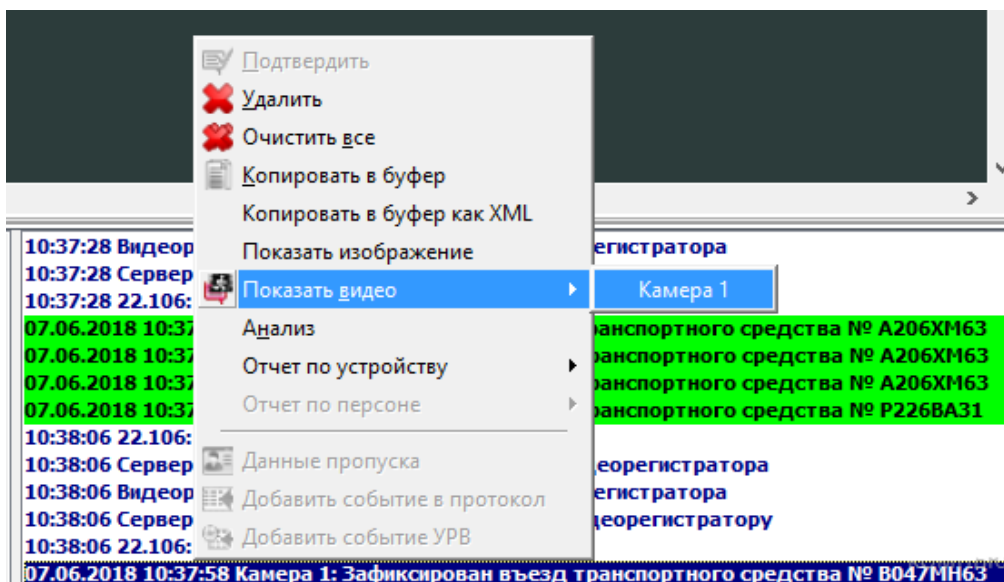 Подтвердить
Удалить
Очистить все
Копировать в буфер
Копировать в буфер как XML
Показать изображение
Показать видео
Камера 1
Анализ
Отчет по устройству
Отчет по персоне
Данные пропуска
Добавить событие в протокол
Добавить событие УРВ
10:37:28 Видеор егистратора
10:37:28 Сервер
10:37:28 22.106:
07.06.2018 10:37 ранспортного средства № А206ХМ63
07.06.2018 10:37 ранспортного средства № А206ХМ63
07.06.2018 10:37 ранспортного средства № А206ХМ63
07.06.2018 10:37 ранспортного средства № Р226ВА31
10:38:06 22.106:
10:38:06 Сервер еорегистратора
10:38:06 Видеор егистратора
10:38:06 Сервер еорегистратору
10:38:06 22.106:
07.06.2018 10:37:58 Камера 1: Зафиксирован въезд транспортного средства № В047МН63